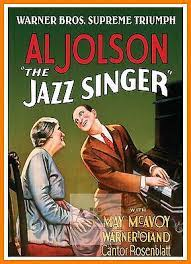 WARNER BROS. SUPREME TRIUMPH
AL JOLSON
"THE
JAZZ SINGER"
WITH
MAY McAVOY
WARNER OLAND
Cantor Rosenblatt